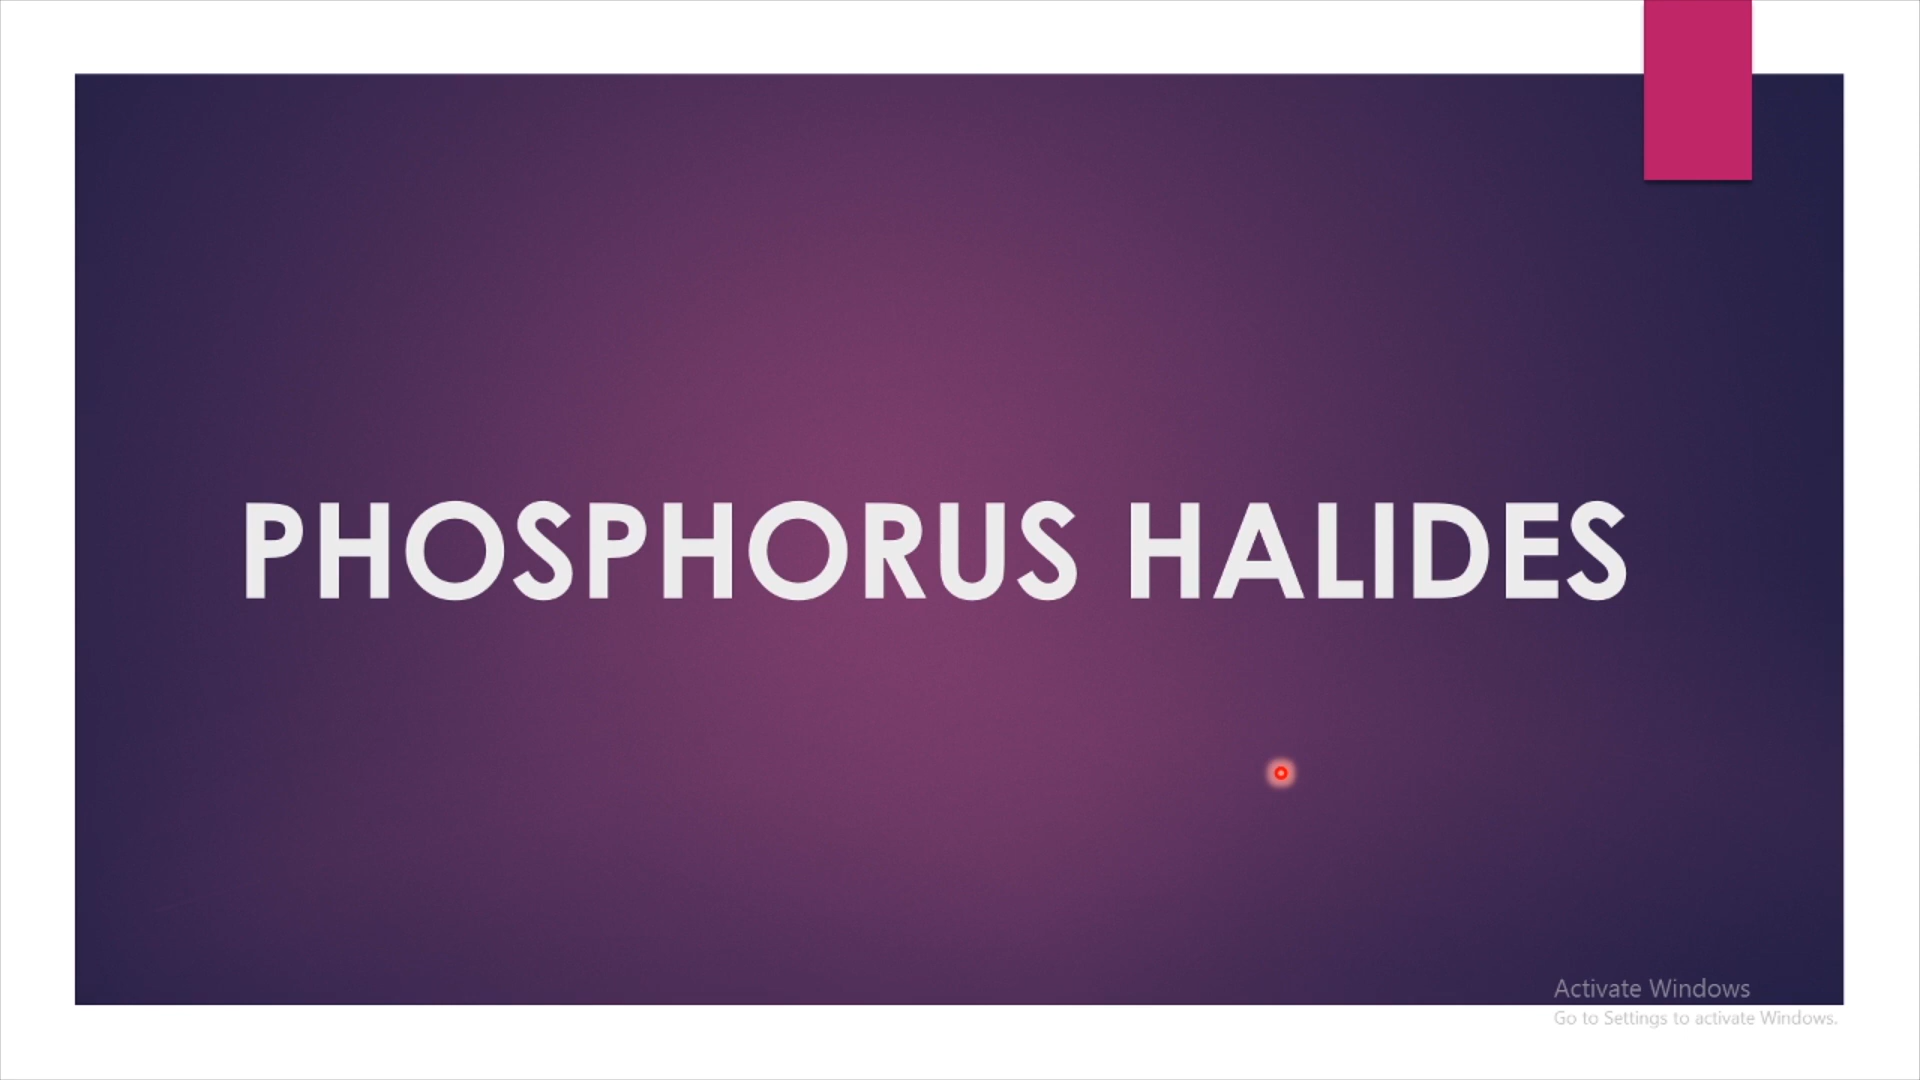 PHOSPHORUS HALIDES
Activate Windows
Go to Settings to activate Windows.